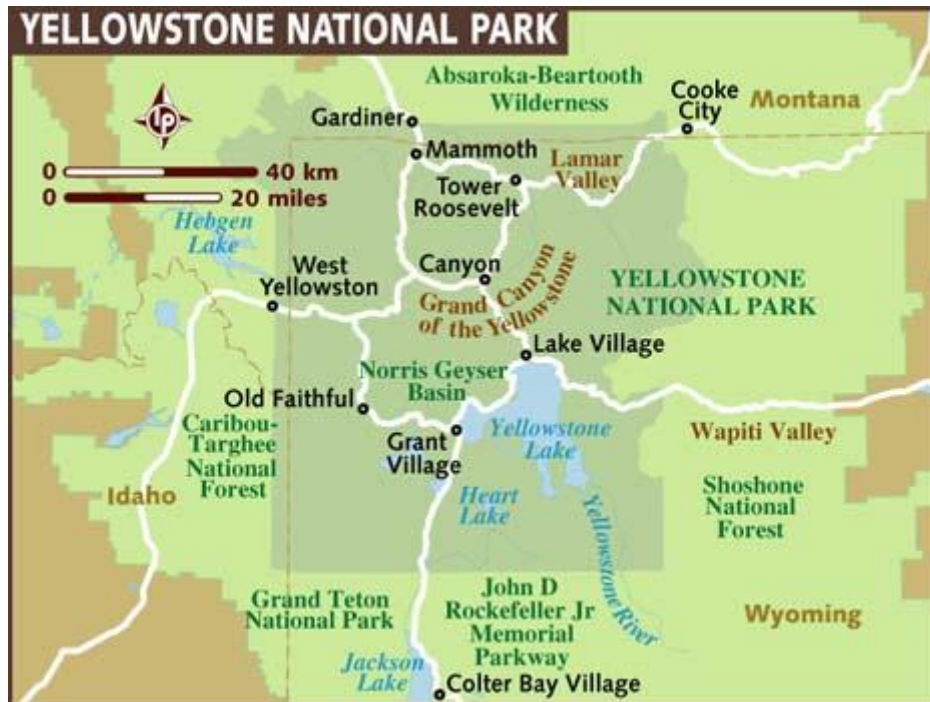 YELLOWSTONE NATIONAL PARK
Absaroka-Beartooth
Wilderness
Cooke
City
Montana
LP
Gardiner
Mammoth
0 40 km
0 20 miles
Lamar
Valley
Tower
Roosevelt
Hebgen
Lake
West
Yellowston
Canyon
Grand Canyon
of the Yellowstone
YELLOWSTONE
NATIONAL PARK
Lake Village
Norris Geyser
Basin
Old Faithful
Caribou-
Targhee
National
Forest
Grant
Village
Yellowstone
Lake
Wapiti Valley
Idaho
Heart
Lake
Yellowstone River
Shoshone
National
Forest
Grand Teton
National Park
John D
Rockefeller Jr
Memorial
Parkway
Wyoming
Jackson
Lake
Colter Bay Village